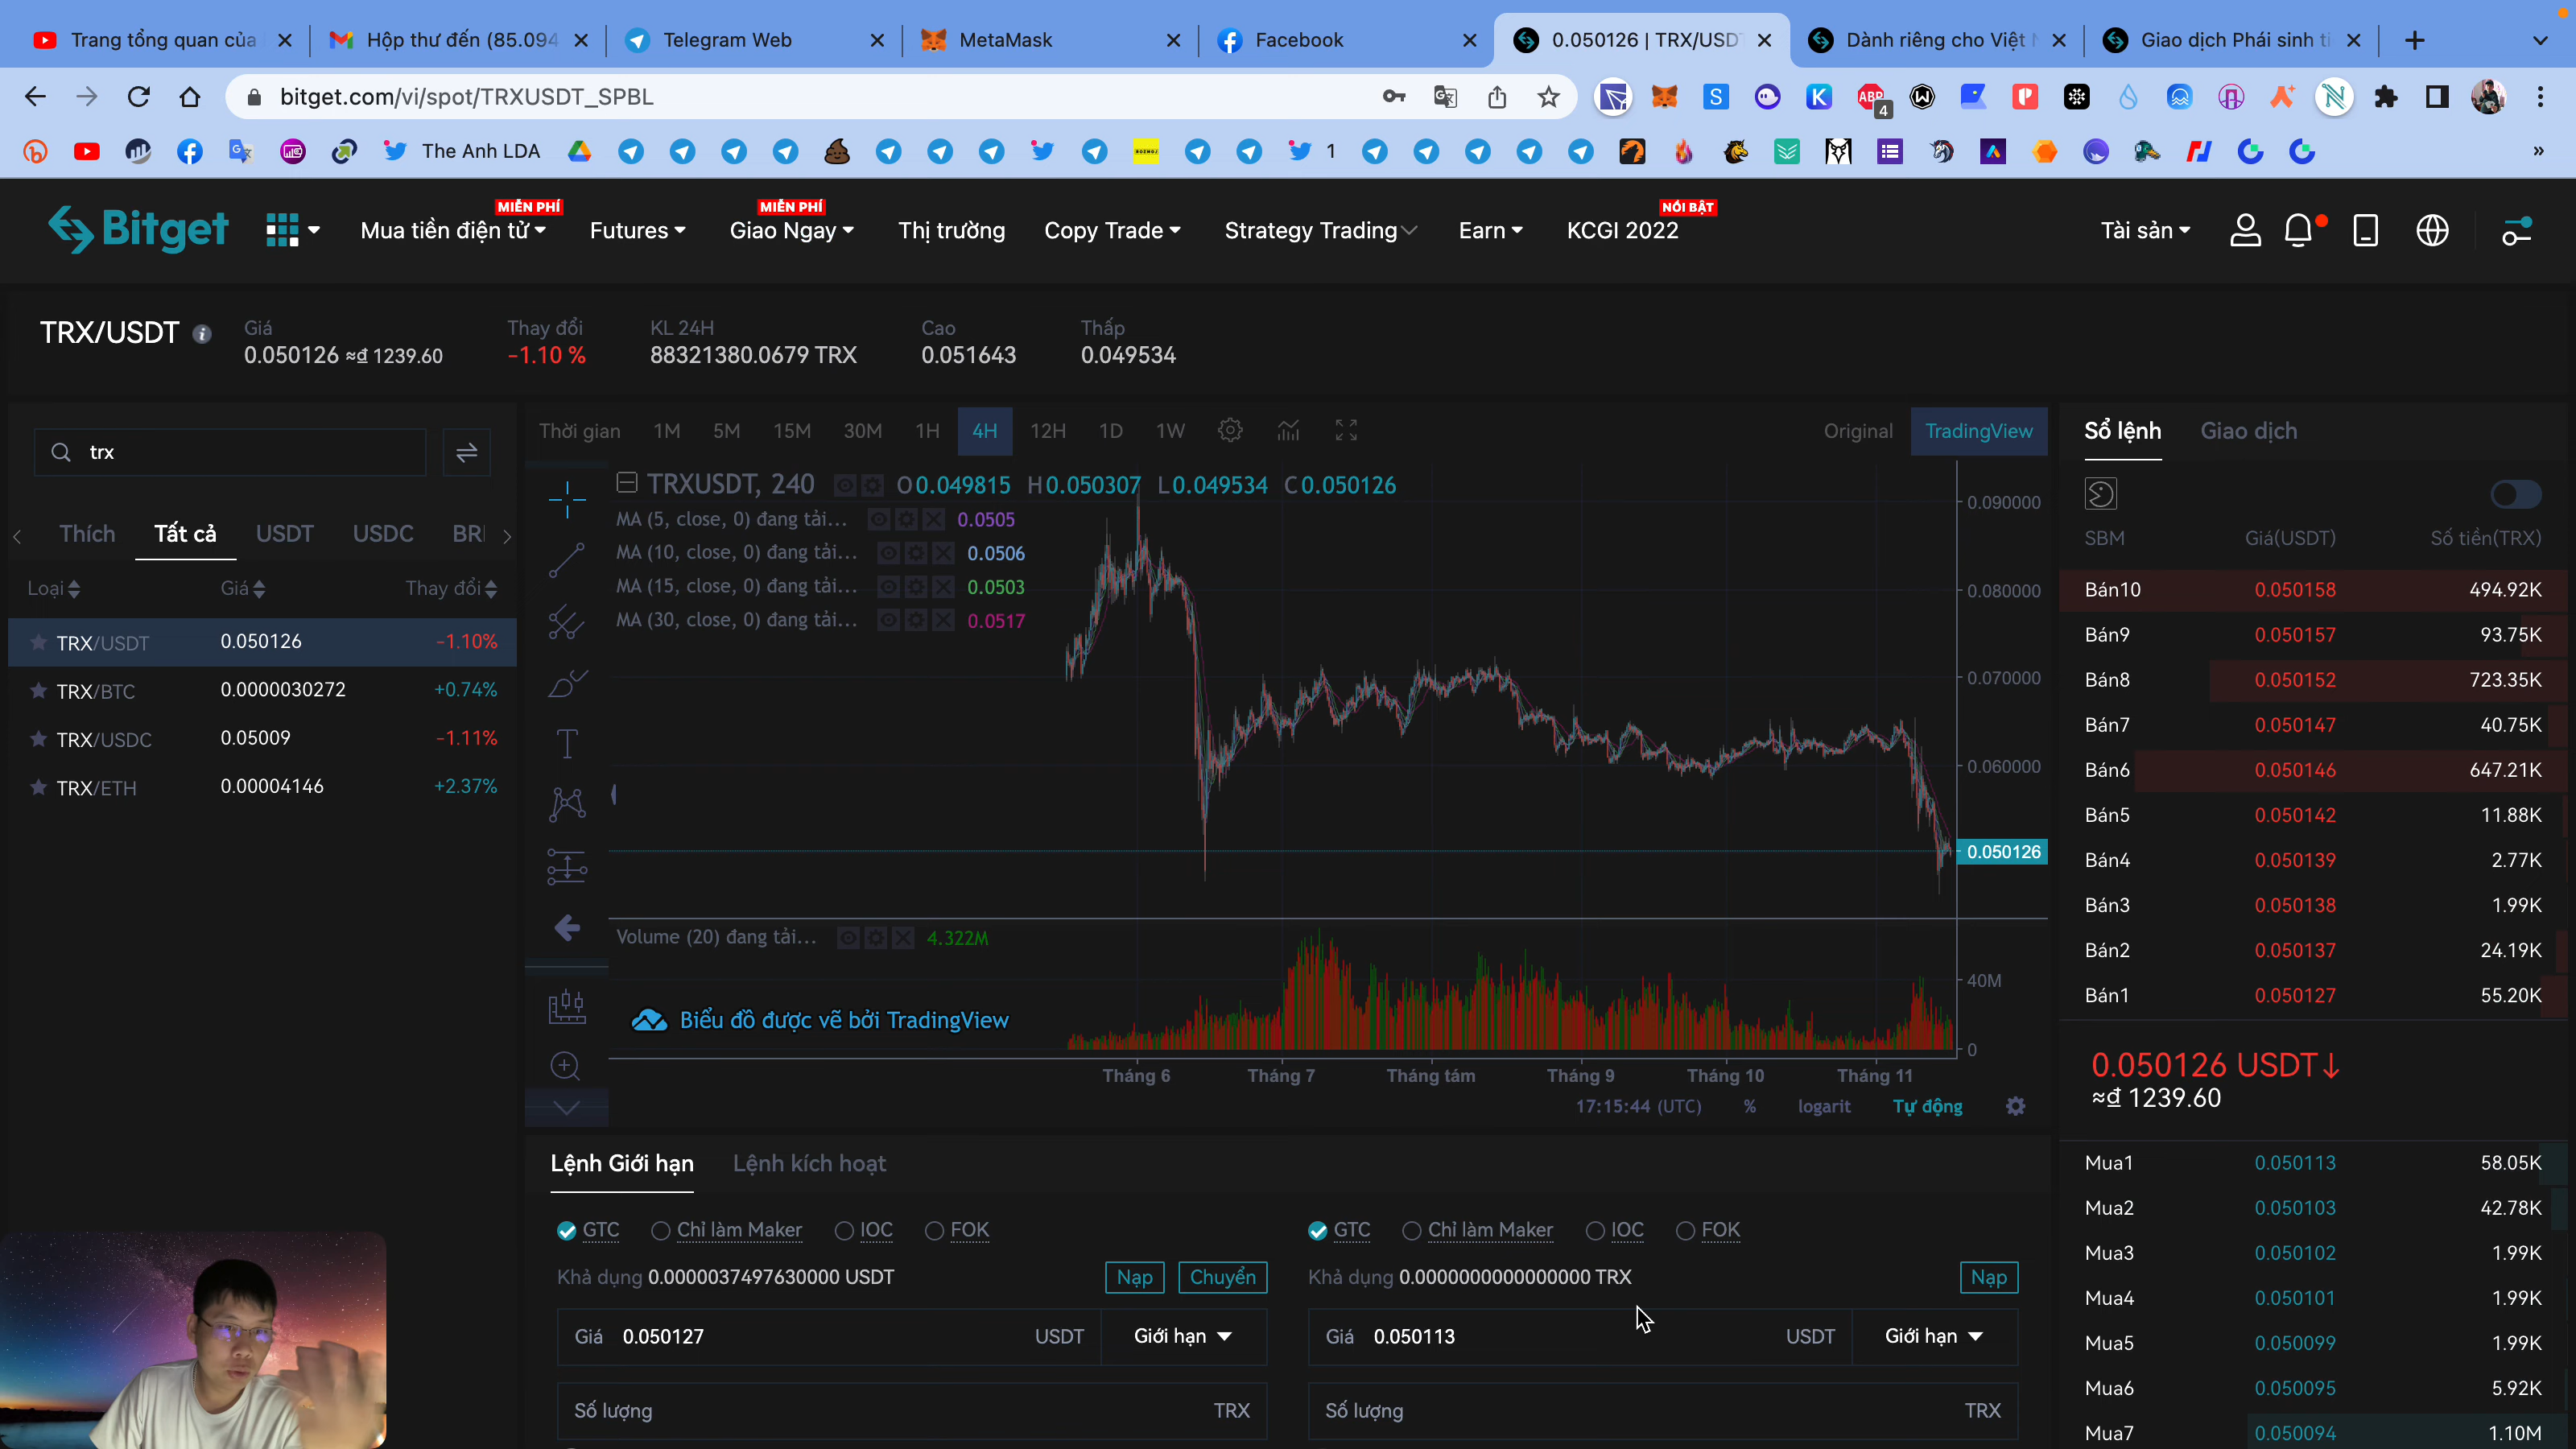 Trang tổng quan của
Hộp thư đến (85.094
Telegram Web
MetaMask
Facebook
0.050126 | TRX/USD
Dành riêng cho Việt N
Giao dịch Phái sinh ti
bitget.com/vi/spot/TRXUSDT_SPBL
ABP
4
The Anh LDA
1
Bitget
Mua tiền điện tử
MIỄN PHÍ
Futures
Giao Ngay
MIỄN PHÍ
Thị trường
Copy Trade
Strategy Trading
Earn
KCGI 2022
NỔI BẬT
Tài sản
TRX/USDT
Giá
0.050126 ≈₫ 1239.60
Thay đổi
-1.10 %
KL 24H
88321380.0679 TRX
Cao
0.051643
Thấp
0.049534
trx
Thích Tất cả USDT USDC BR
Loại Giá Thay đổi
TRX/USDT 0.050126 -1.10%
TRX/BTC 0.0000030272 +0.74%
TRX/USDC 0.05009 -1.11%
TRX/ETH 0.00004146 +2.37%
Thời gian 1M 5M 15M 30M 1H 4H 12H 1D 1W
Original TradingView
TRXUSDT, 240 O0.049815 H0.050307 L0.049534 C0.050126
MA (5, close, 0) đang tải... 0.0505
MA (10, close, 0) đang tải... 0.0506
MA (15, close, 0) đang tải... 0.0503
MA (30, close, 0) đang tải... 0.0517
0.090000
0.080000
0.070000
0.060000
0.050126
Volume (20) đang tải... 4.322M
40M
0
Biểu đồ được vẽ bởi TradingView
Tháng 6 Tháng 7 Tháng tám Tháng 9 Tháng 10 Tháng 11
17:15:44 (UTC) % logarit Tự động
Lệnh Giới hạn Lệnh kích hoạt
GTC Chỉ làm Maker IOC FOK
Khả dụng 0.0000037497630000 USDT Nạp Chuyển
Giá 0.050127 USDT Giới hạn
Số lượng TRX
GTC Chỉ làm Maker IOC FOK
Khả dụng 0.0000000000000000 TRX Nạp
Giá 0.050113 USDT Giới hạn
Số lượng TRX
Sổ lệnh Giao dịch
SBM Giá(USDT) Số tiền(TRX)
Bán10 0.050158 494.92K
Bán9 0.050157 93.75K
Bán8 0.050152 723.35K
Bán7 0.050147 40.75K
Bán6 0.050146 647.21K
Bán5 0.050142 11.88K
Bán4 0.050139 2.77K
Bán3 0.050138 1.99K
Bán2 0.050137 24.19K
Bán1 0.050127 55.20K
0.050126 USDT↓
≈₫ 1239.60
Mua1 0.050113 58.05K
Mua2 0.050103 42.78K
Mua3 0.050102 1.99K
Mua4 0.050101 1.99K
Mua5 0.050099 1.99K
Mua6 0.050095 5.92K
Mua7 0.050094 1.10M